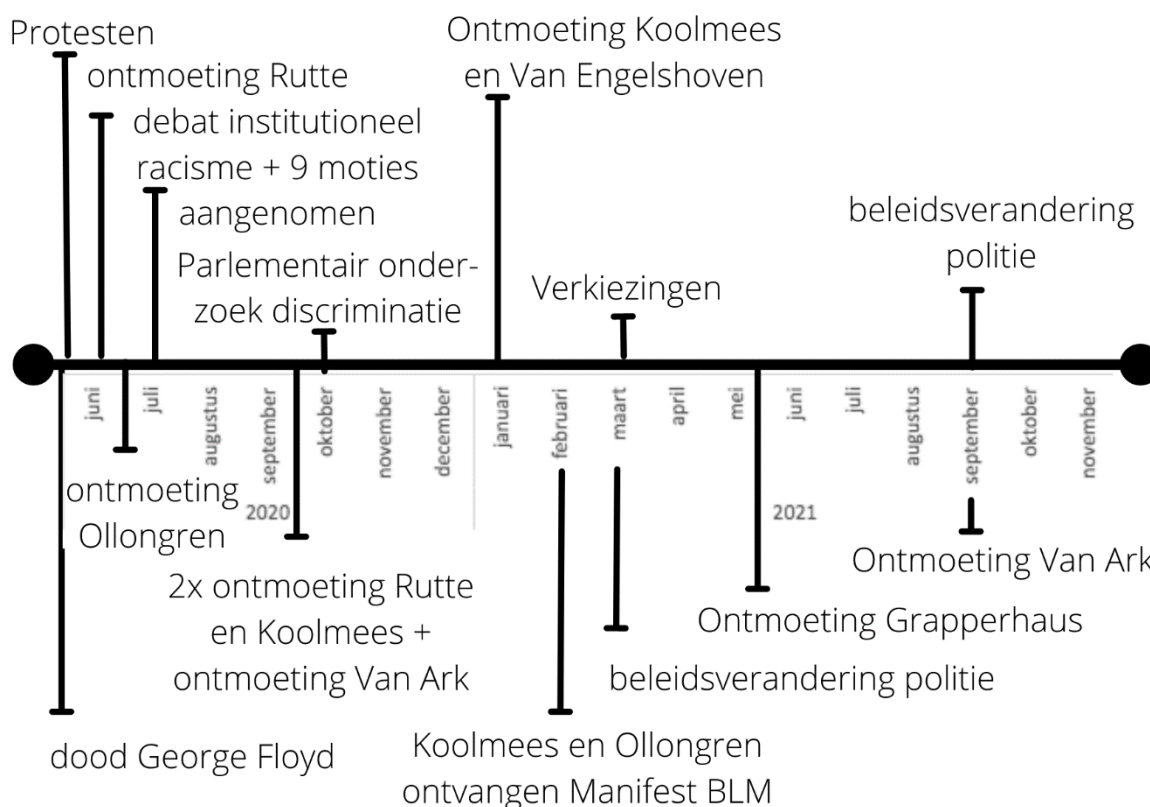 Protesten
ontmoeting Rutte
debat institutioneel
racisme + 9 moties
aangenomen
Parlementair onder-
zoek discriminatie
Ontmoeting Koolmees
en Van Engelshoven
Verkiezingen
beleidsverandering
politie
juni
juli
augustus
september
oktober
november
december
januari
februari
maart
april
mei
juni
juli
augustus
september
oktober
november
2020
2021
ontmoeting
Ollongren
2x ontmoeting Rutte
en Koolmees +
ontmoeting Van Ark
dood George Floyd
Koolmees en Ollongren
ontvangen Manifest BLM
beleidsverandering politie
Ontmoeting Grapperhaus
Ontmoeting Van Ark